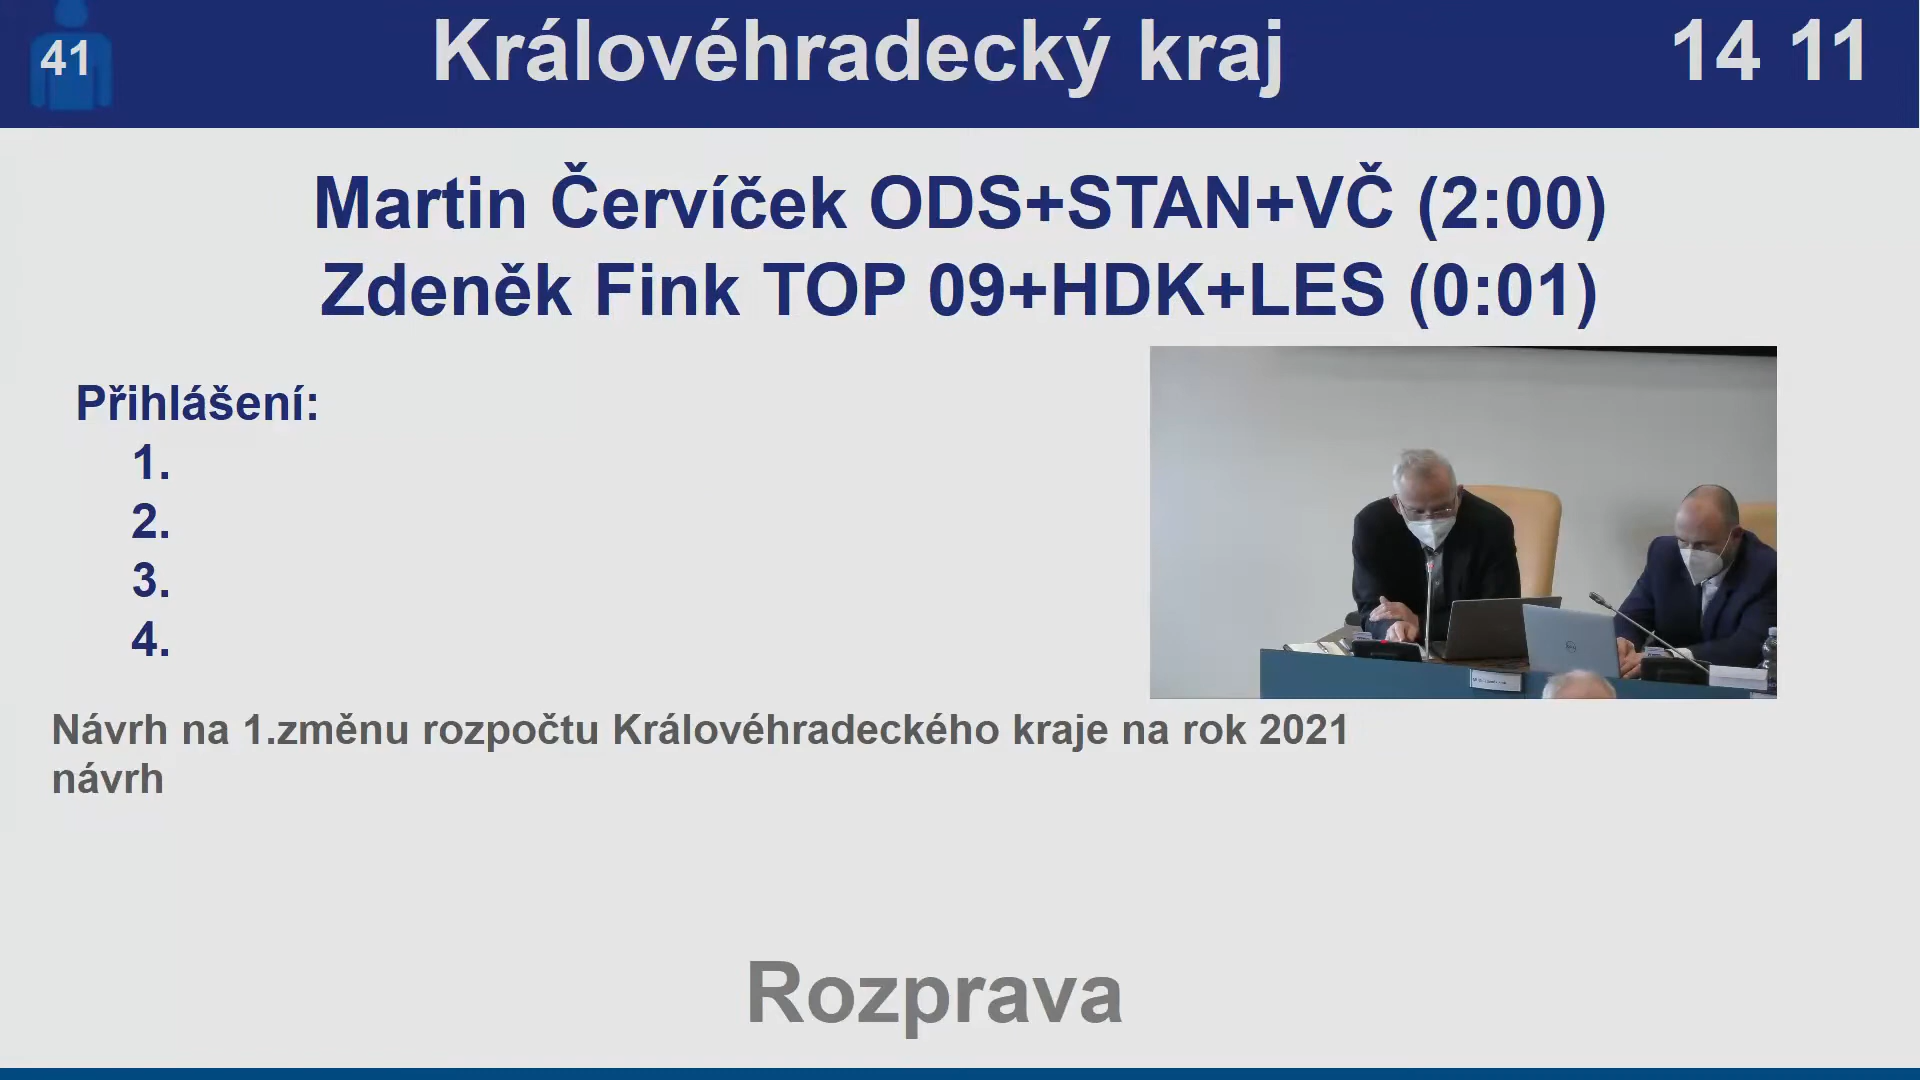 41
Královéhradecký kraj
14 11
Martin Červíček ODS+STAN+VČ (2:00)
Zdeněk Fink TOP 09+HDK+LES (0:01)
Přihlášení:
1.
2.
3.
4.
Návrh na 1.změnu rozpočtu Královéhradeckého kraje na rok 2021
návrh
Rozprava